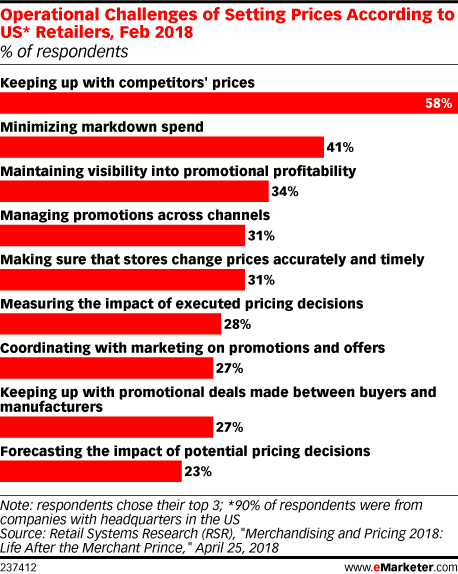 Operational Challenges of Setting Prices According to
US* Retailers, Feb 2018
% of respondents
Keeping up with competitors' prices
58%
Minimizing markdown spend
41%
Maintaining visibility into promotional profitability
34%
Managing promotions across channels
31%
Making sure that stores change prices accurately and timely
31%
Measuring the impact of executed pricing decisions
28%
Coordinating with marketing on promotions and offers
27%
Keeping up with promotional deals made between buyers and
manufacturers
27%
Forecasting the impact of potential pricing decisions
23%
Note: respondents chose their top 3; *90% of respondents were from
companies with headquarters in the US
Source: Retail Systems Research (RSR), "Merchandising and Pricing 2018:
Life After the Merchant Prince," April 25, 2018
237412
www.eMarketer.com